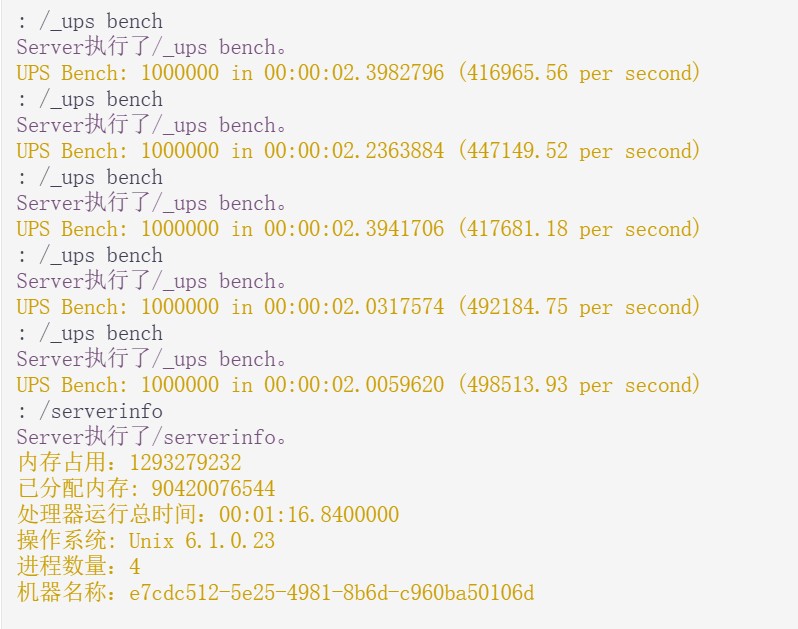 : /_ups bench
Server执行了/_ups bench。
UPS Bench: 1000000 in 00:00:02.3982796 (416965.56 per second)
: /_ups bench
Server执行了/_ups bench。
UPS Bench: 1000000 in 00:00:02.2363884 (447149.52 per second)
: /_ups bench
Server执行了/_ups bench。
UPS Bench: 1000000 in 00:00:02.3941706 (417681.18 per second)
: /_ups bench
Server执行了/_ups bench。
UPS Bench: 1000000 in 00:00:02.0317574 (492184.75 per second)
: /_ups bench
Server执行了/_ups bench。
UPS Bench: 1000000 in 00:00:02.0059620 (498513.93 per second)
: /serverinfo
Server执行了/serverinfo。
内存占用：1293279232
已分配内存: 90420076544
处理器运行总时间：00:01:16.8400000
操作系统: Unix 6.1.0.23
进程数量：4
机器名称：e7cdc512-5e25-4981-8b6d-c960ba50106d